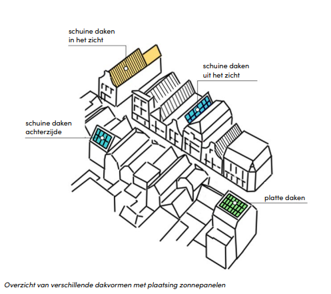 schuine daken
in het zicht
schuine daken
uit het zicht
schuine daken
achterzijde
platte daken
Overzicht van verschillende dakvormen met plaatsing zonnepanelen